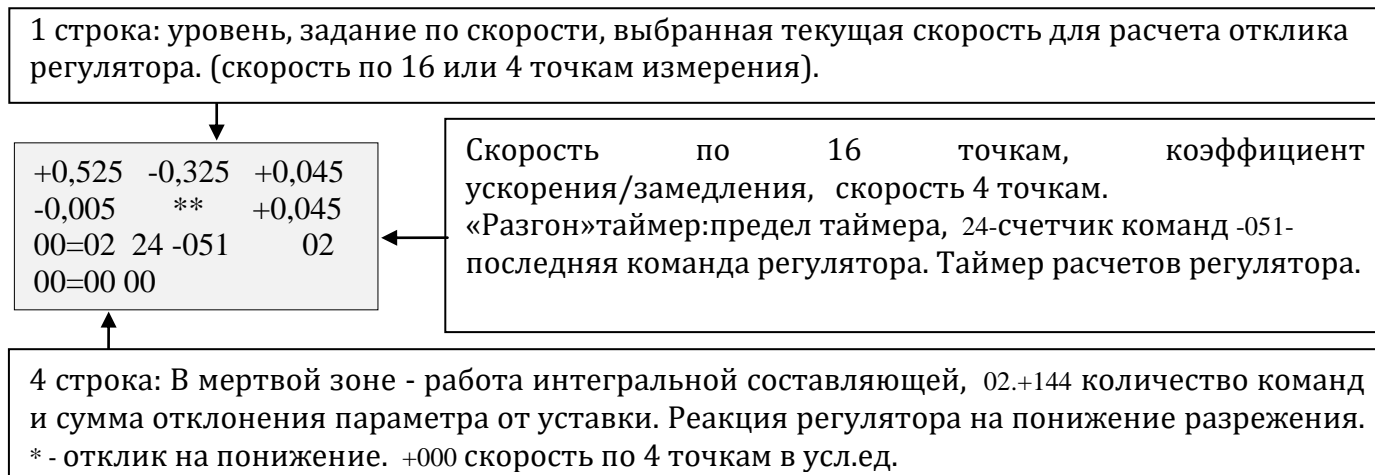 1 строка: уровень, задание по скорости, выбранная текущая скорость для расчета отклика
регулятора. (скорость по 16 или 4 точкам измерения).
+0,525 -0,325 +0,045
-0,005 ** +0,045
00=02 24 -051 02
00=00 00
Скорость по 16 точкам, коэффициент
ускорения/замедления, скорость 4 точкам.
«Разгон»таймер:предел таймера, 24-счетчик команд -051-
последняя команда регулятора. Таймер расчетов регулятора.
4 строка: В мертвой зоне - работа интегральной составляющей, 02.+144 количество команд
и сумма отклонения параметра от уставки. Реакция регулятора на понижение разрежения.
* - отклик на понижение. +000 скорость по 4 точкам в усл.ед.